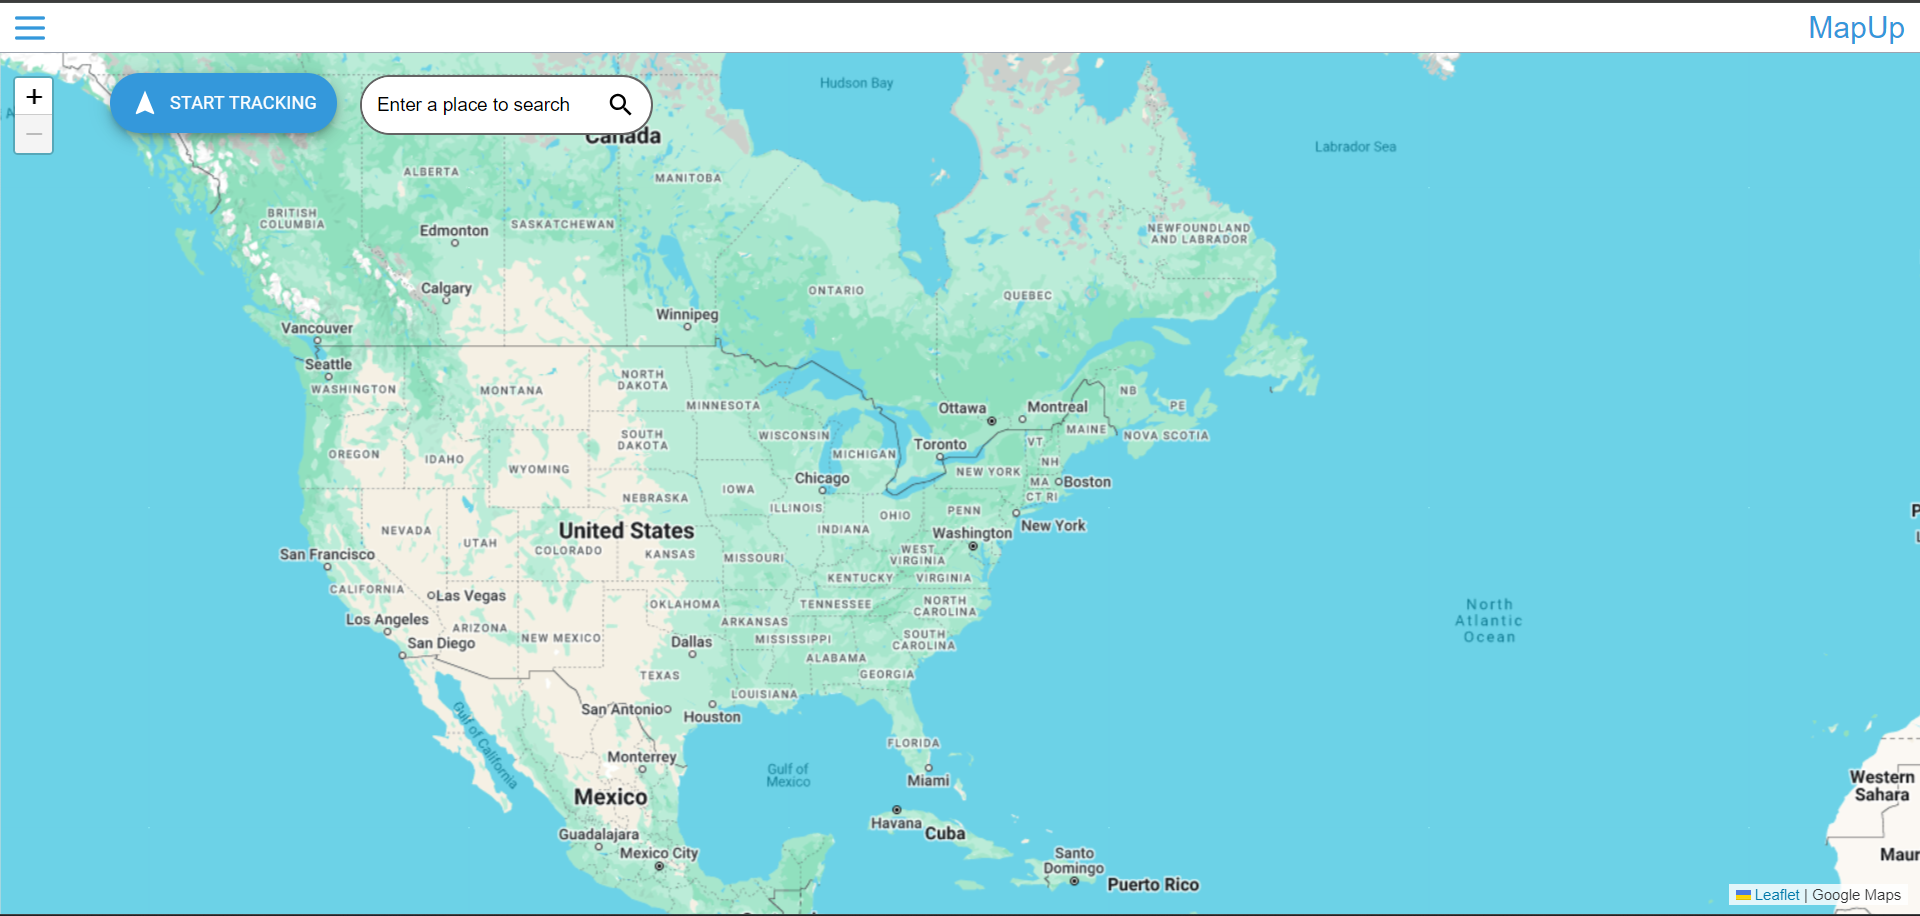 MapUp
+
−
START TRACKING
Enter a place to search
Hudson Bay
Canada
Labrador Sea
ALBERTA
MANITOBA
BRITISH
COLUMBIA
Edmonton
SASKATCHEWAN
NEWFOUNDLAND
AND LABRADOR
Calgary
ONTARIO
QUEBEC
Winnipeg
Vancouver
Seattle
WASHINGTON
MONTANA
NORTH
DAKOTA
MINNESOTA
Ottawa
Montreal
NB
PE
MAINE
NOVA SCOTIA
VT
OREGON
IDAHO
WYOMING
SOUTH
DAKOTA
WISCONSIN
MICHIGAN
Toronto
NH
NEW YORK
MA
Boston
CT RI
Chicago
IOWA
NEBRASKA
ILLINOIS
OHIO
PENN
INDIANA
New York
United States
NEVADA
UTAH
COLORADO
KANSAS
MISSOURI
Washington
WEST
VIRGINIA
San Francisco
CALIFORNIA
KENTUCKY
VIRGINIA
Las Vegas
Los Angeles
ARIZONA
NEW MEXICO
OKLAHOMA
TENNESSEE
NORTH
CAROLINA
ARKANSAS
San Diego
Dallas
MISSISSIPPI
SOUTH
CAROLINA
ALABAMA
GEORGIA
TEXAS
LOUISIANA
San Antonio
Houston
North
Atlantic
Ocean
Gulf of California
FLORIDA
Monterrey
Gulf of
Mexico
Miami
Mexico
Havana
Cuba
Guadalajara
Mexico City
Santo
Domingo
Puerto Rico
Western
Sahara
Maur
Leaflet | Google Maps